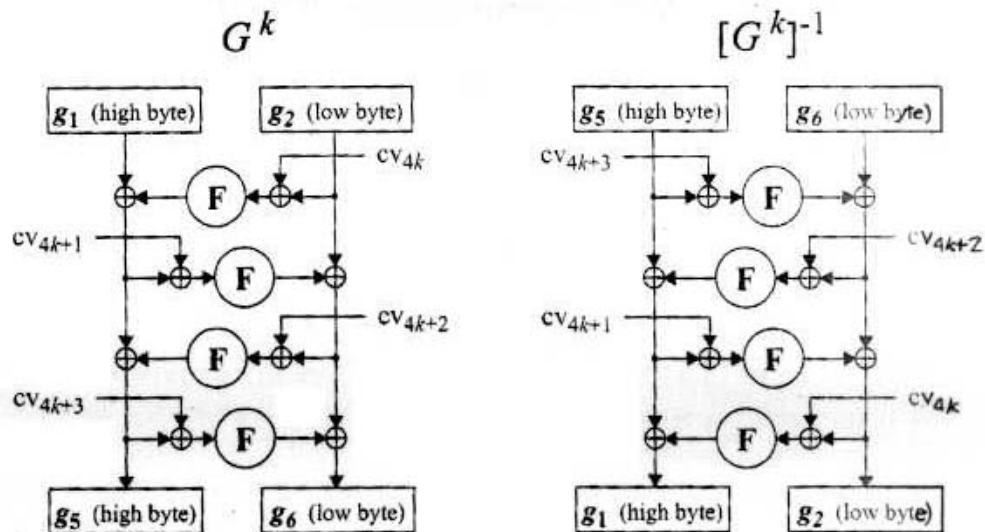 G^k
[G^k]^-1
g1 (high byte)
g2 (low byte)
g5 (high byte)
g6 (low byte)
cv4k
cv4k+3
F
F
cv4k+1
cv4k+2
F
F
cv4k+2
cv4k+1
F
F
cv4k+3
cv4k
F
F
g5 (high byte)
g6 (low byte)
g1 (high byte)
g2 (low byte)